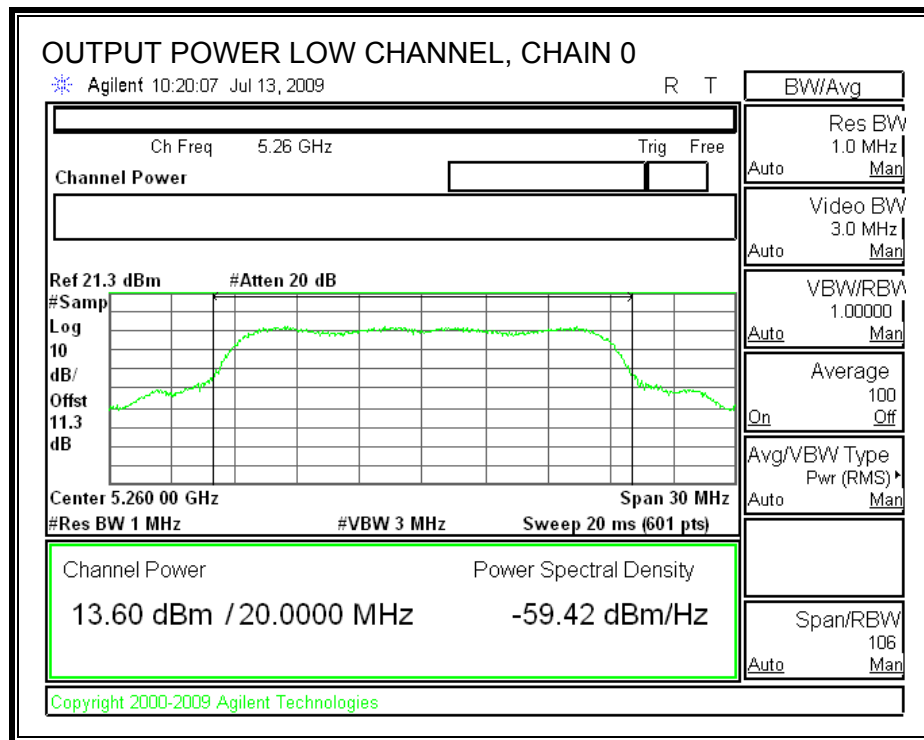 OUTPUT POWER LOW CHANNEL, CHAIN 0
Agilent 10:20:07 Jul 13, 2009 R T
BW/Avg
Ch Freq 5.26 GHz Trig Free
Channel Power
Res BW
1.0 MHz
Auto Man
Video BW
3.0 MHz
Auto Man
VBW/RBW
1.00000
Auto Man
Average
100
On Off
Avg/VBW Type
Pwr (RMS)
Auto Man
Span/RBW
106
Auto Man
Ref 21.3 dBm #Atten 20 dB
#Samp
Log
10
dB/
Offst
11.3
dB
Center 5.260 00 GHz Span 30 MHz
#Res BW 1 MHz #VBW 3 MHz Sweep 20 ms (601 pts)
Channel Power Power Spectral Density
13.60 dBm / 20.0000 MHz -59.42 dBm/Hz
Copyright 2000-2009 Agilent Technologies